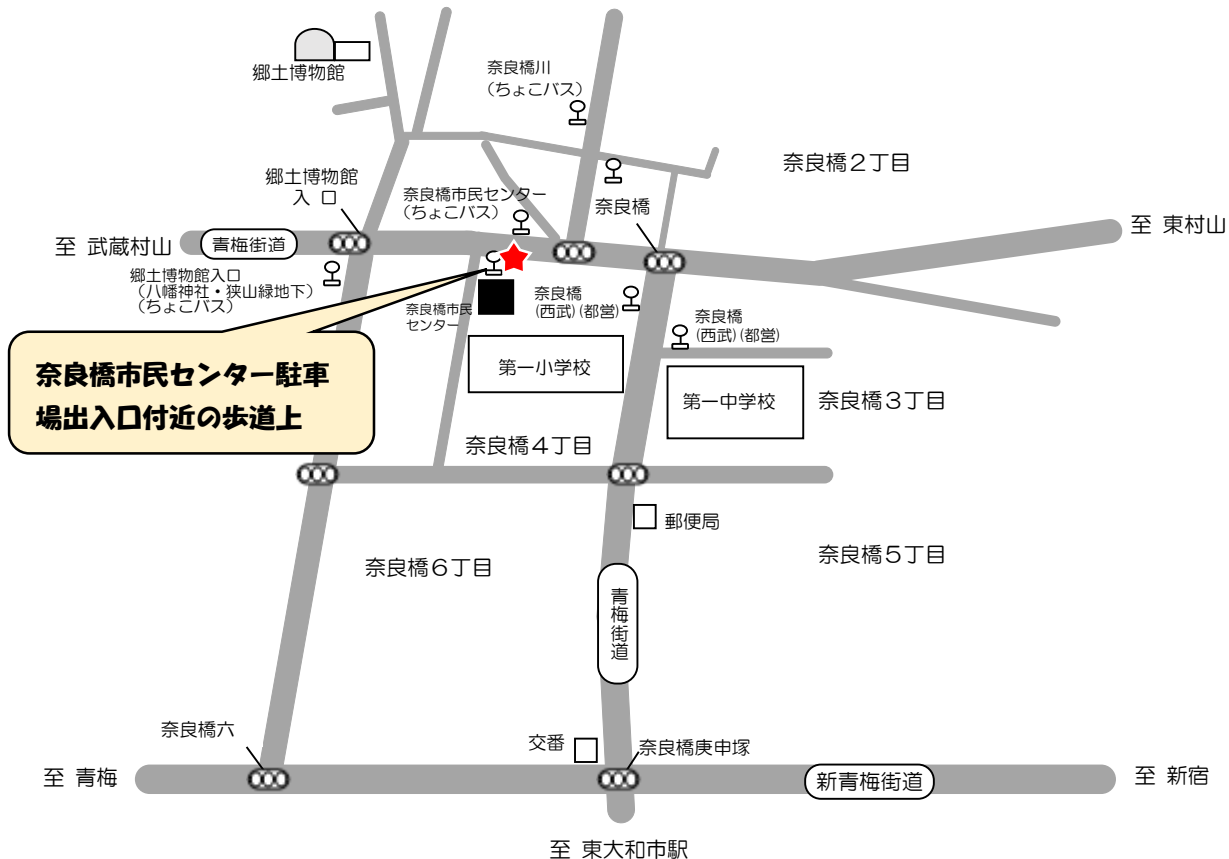 郷土博物館
奈良橋川
（ちょこバス）
奈良橋２丁目
郷土博物館
入 口
奈良橋市民センター
（ちょこバス）
奈良橋
至 東村山
至 武蔵村山
青梅街道
郷土博物館入口
（八幡神社・狭山緑地下）
（ちょこバス）
奈良橋市民
センター
奈良橋
(西武)(都営)
奈良橋
(西武)(都営)
奈良橋市民センター駐車
場出入口付近の歩道上
第一小学校
第一中学校
奈良橋３丁目
奈良橋４丁目
郵便局
奈良橋５丁目
奈良橋６丁目
青梅街道
奈良橋六
交番
奈良橋庚申塚
至 青梅
新青梅街道
至 新宿
至 東大和市駅